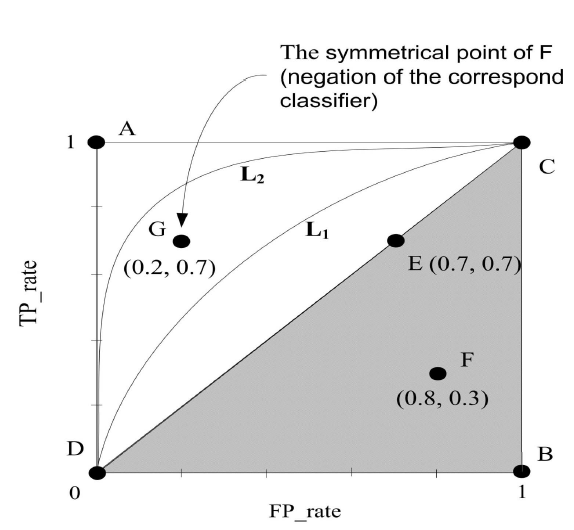 The symmetrical point of F
(negation of the correspond
classifier)
A
1
C
L2
G
L1
(0.2, 0.7)
E (0.7, 0.7)
TP_rate
F
(0.8, 0.3)
D
B
0
1
FP_rate